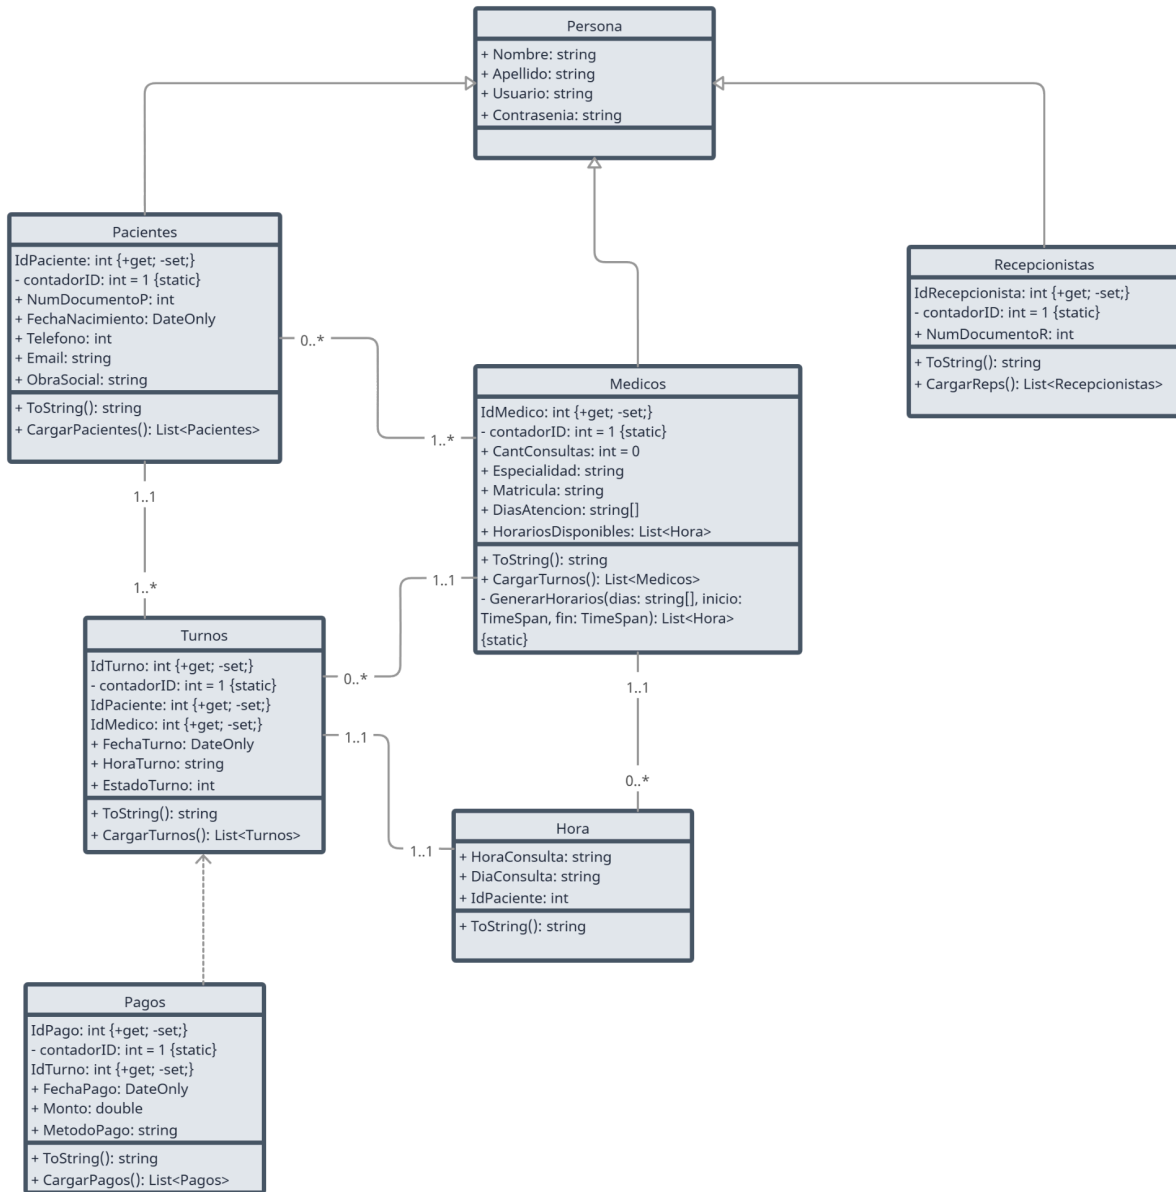 Persona
+ Nombre: string
+ Apellido: string
+ Usuario: string
+ Contrasenia: string
Pacientes
IdPaciente: int {+get; -set;}
- contadorID: int = 1 {static}
+ NumDocumentoP: int
+ FechaNacimiento: DateOnly
+ Telefono: int
+ Email: string
+ ObraSocial: string
+ ToString(): string
+ CargarPacientes(): List<Pacientes>
Recepcionistas
IdRecepcionista: int {+get; -set;}
- contadorID: int = 1 {static}
+ NumDocumentoR: int
+ ToString(): string
+ CargarReps(): List<Recepcionistas>
0..*
1..*
Medicos
IdMedico: int {+get; -set;}
- contadorID: int = 1 {static}
+ CantConsultas: int = 0
+ Especialidad: string
+ Matricula: string
+ DiasAtencion: string[]
+ HorariosDisponibles: List<Hora>
+ ToString(): string
+ CargarTurnos(): List<Medicos>
- GenerarHorarios(dias: string[], inicio:
TimeSpan, fin: TimeSpan): List<Hora>
{static}
1..1
1..*
1..1
0..*
Turnos
IdTurno: int {+get; -set;}
- contadorID: int = 1 {static}
IdPaciente: int {+get; -set;}
IdMedico: int {+get; -set;}
+ FechaTurno: DateOnly
+ HoraTurno: string
+ EstadoTurno: int
+ ToString(): string
+ CargarTurnos(): List<Turnos>
1..1
1..1
1..1
0..*
Hora
+ HoraConsulta: string
+ DiaConsulta: string
+ IdPaciente: int
+ ToString(): string
Pagos
IdPago: int {+get; -set;}
- contadorID: int = 1 {static}
IdTurno: int {+get; -set;}
+ FechaPago: DateOnly
+ Monto: double
+ MetodoPago: string
+ ToString(): string
+ CargarPagos(): List<Pagos>